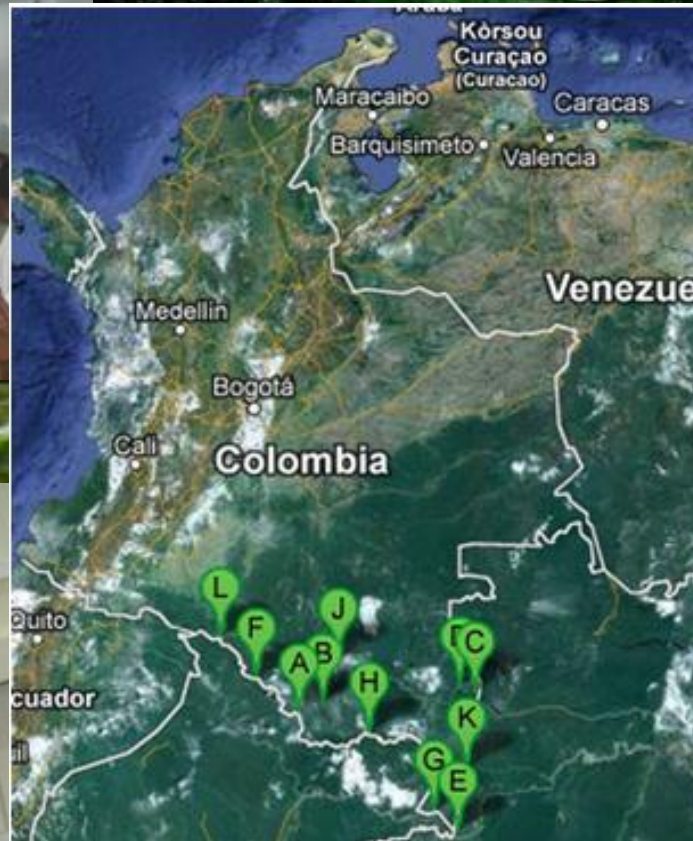 Kòrsou
Curaçao
(Curacao)
Maracaibo
Caracas
Barquisimeto
Valencia
Venezue
Medellín
Bogotá
Cali
Colombia
L
J
Quito
F
B
C
A
H
cuador
K
G
E